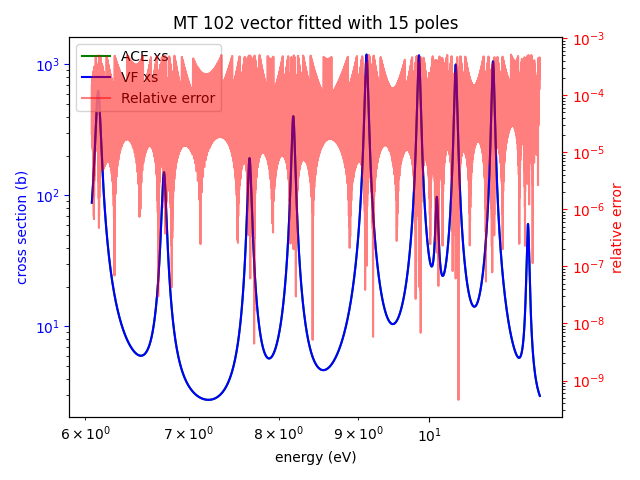 MT 102 vector fitted with 15 poles
ACE xs
VF xs
Relative error
10³
10²
10¹
cross section (b)
10⁻³
10⁻⁴
10⁻⁵
10⁻⁶
10⁻⁷
10⁻⁸
10⁻⁹
relative error
6 × 10⁰
7 × 10⁰
8 × 10⁰
9 × 10⁰
10¹
energy (eV)